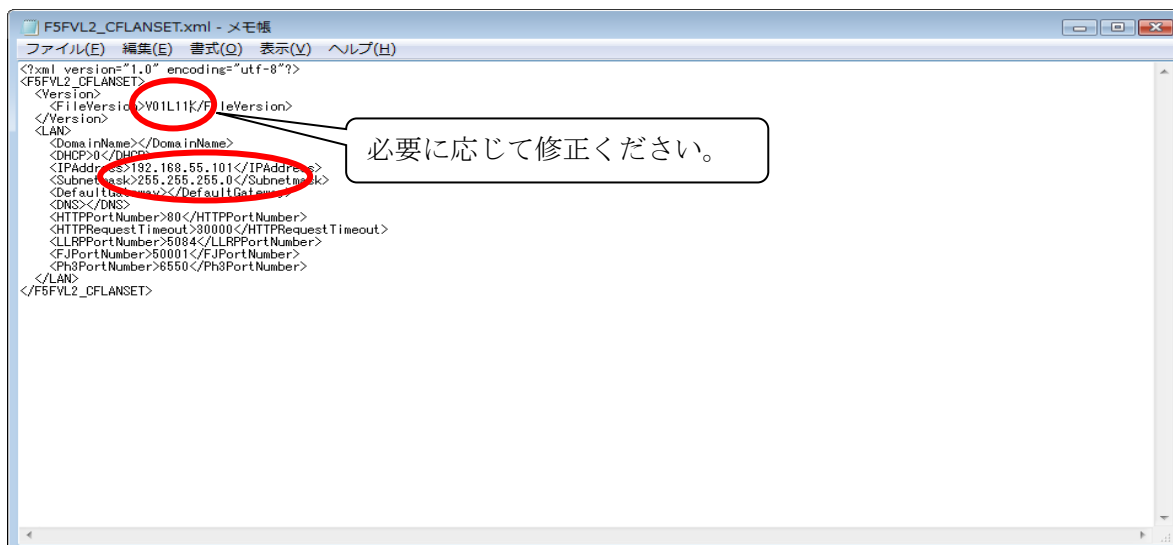 F5FVL2_CFLANSET.xml - メモ帳
ファイル(F) 編集(E) 書式(O) 表示(V) ヘルプ(H)
<?xml version="1.0" encoding="utf-8"?>
<F5FVL2_CFLANSET>
<Version>
<FileVersion>V01L11</FileVersion>
</Version>
<LAN>
<DomainName></DomainName>
<DHCP>0</DHCP>
<IPAddress>192.168.55.101</IPAddress>
<Subnetmask>255.255.255.0</Subnetmask>
<DefaultGateway></DefaultGateway>
<DNS></DNS>
<HTTPPortNumber>80</HTTPPortNumber>
<HTTPRequestTimeout>30000</HTTPRequestTimeout>
<LLRPPortNumber>5084</LLRPPortNumber>
<FJPortNumber>50001</FJPortNumber>
<Ph3PortNumber>6550</Ph3PortNumber>
</LAN>
</F5FVL2_CFLANSET>
必要に応じて修正ください。